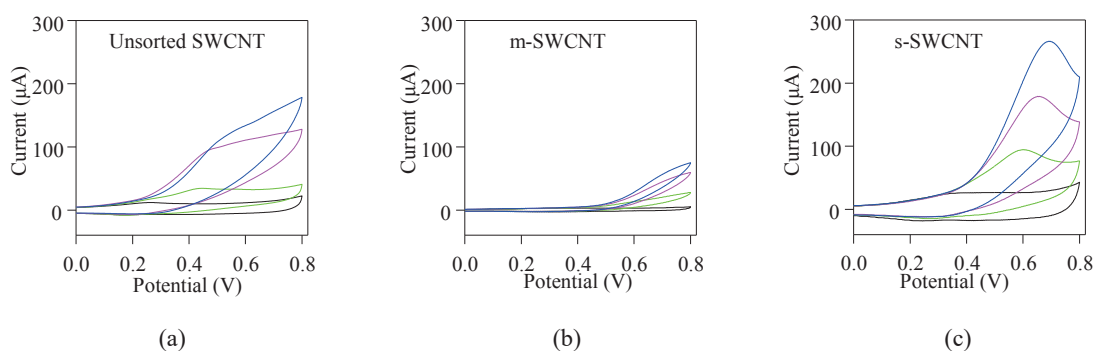 300
200
100
0
Current (μA)
Unsorted SWCNT
0.0 0.2 0.4 0.6 0.8
Potential (V)
(a)
300
200
100
0
Current (μA)
m-SWCNT
0.0 0.2 0.4 0.6 0.8
Potential (V)
(b)
300
200
100
0
Current (μA)
s-SWCNT
0.0 0.2 0.4 0.6 0.8
Potential (V)
(c)